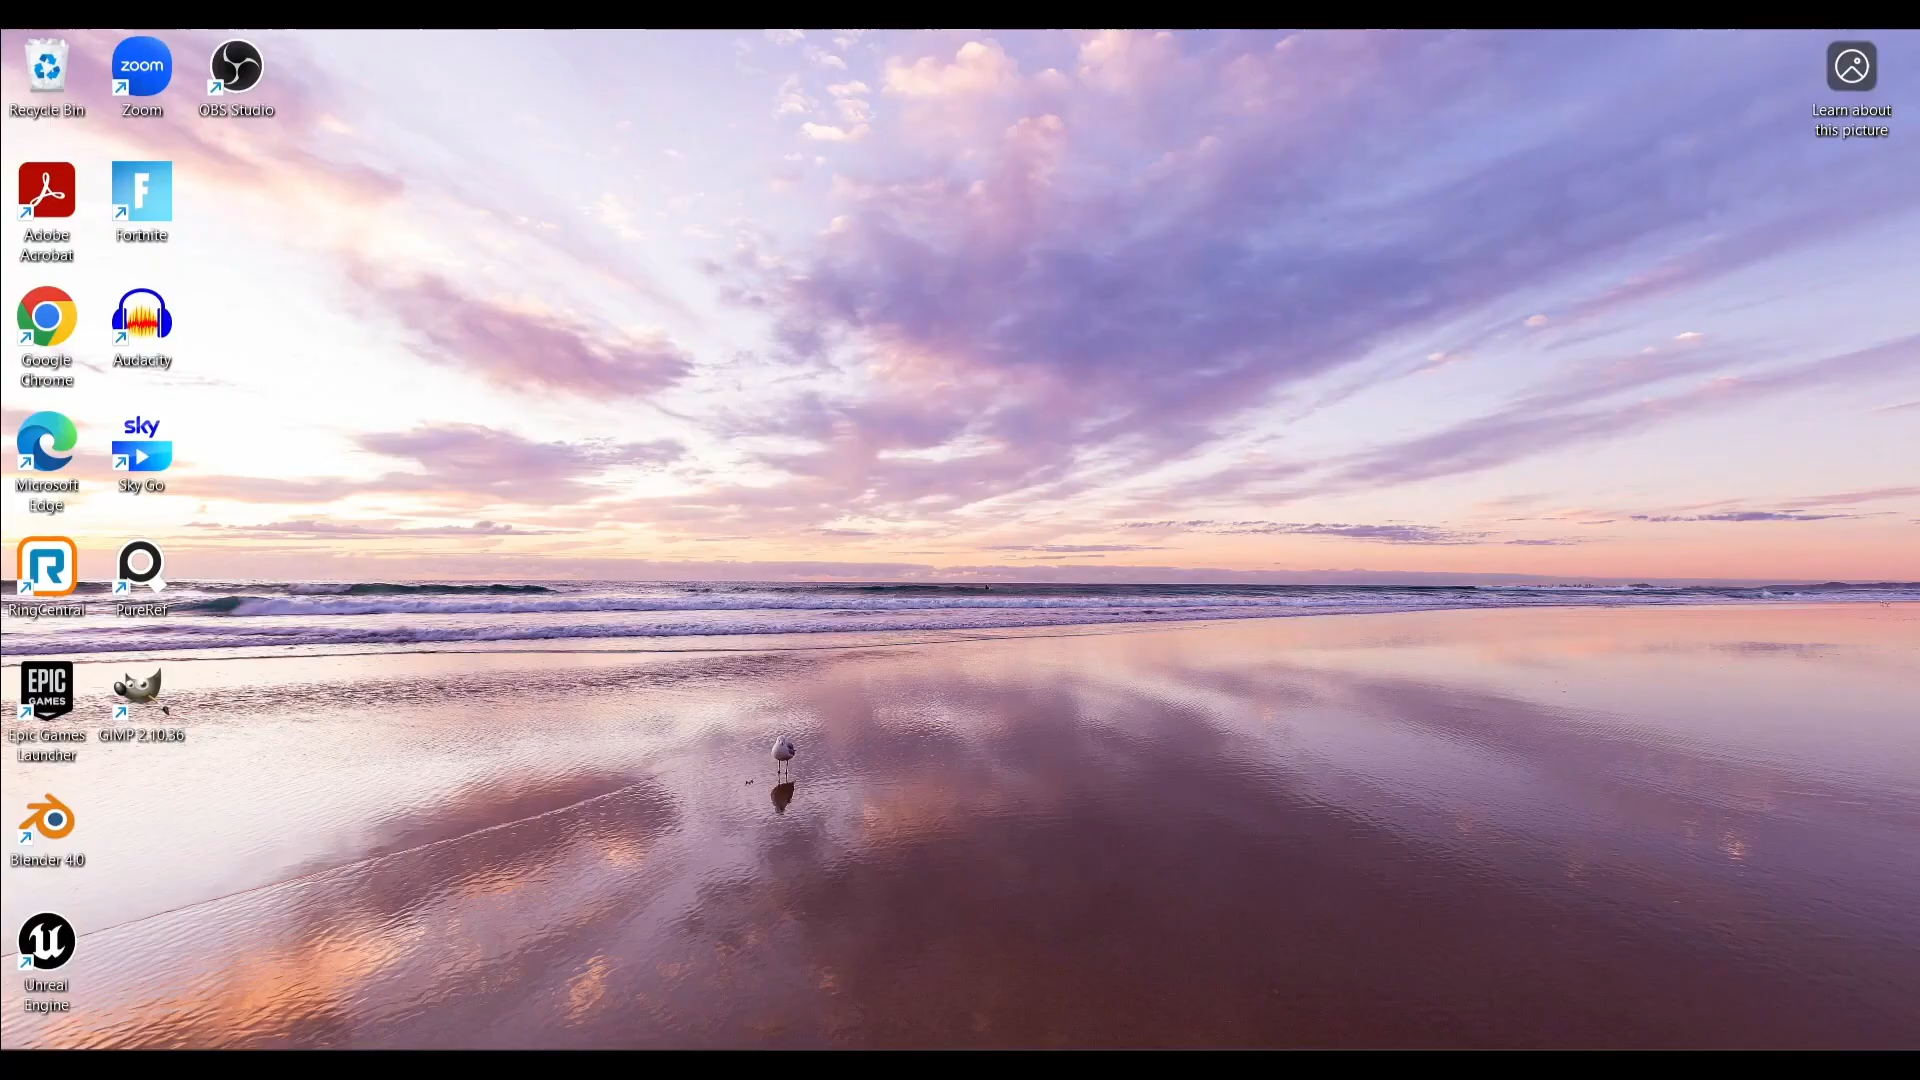 Recycle Bin
zoom
Zoom
OBS Studio
Learn about
this picture
Adobe
Acrobat
F
Fortnite
Google
Chrome
Audacity
Microsoft
Edge
sky
Sky Go
R
RingCentral
PureRef
EPIC
GAMES
Epic Games
Launcher
GIMP 2.10.36
Blender 4.0
Unreal
Engine